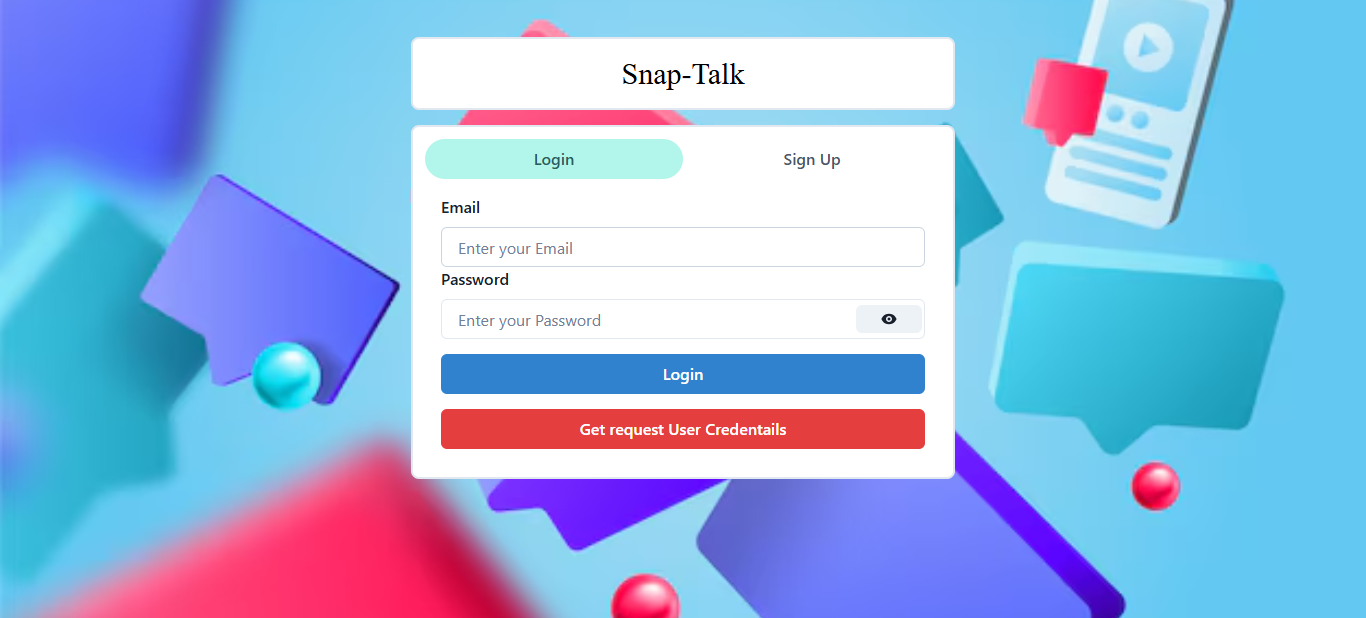 Snap-Talk
Login
Sign Up
Email
Enter your Email
Password
Enter your Password
Login
Get request User Credentails